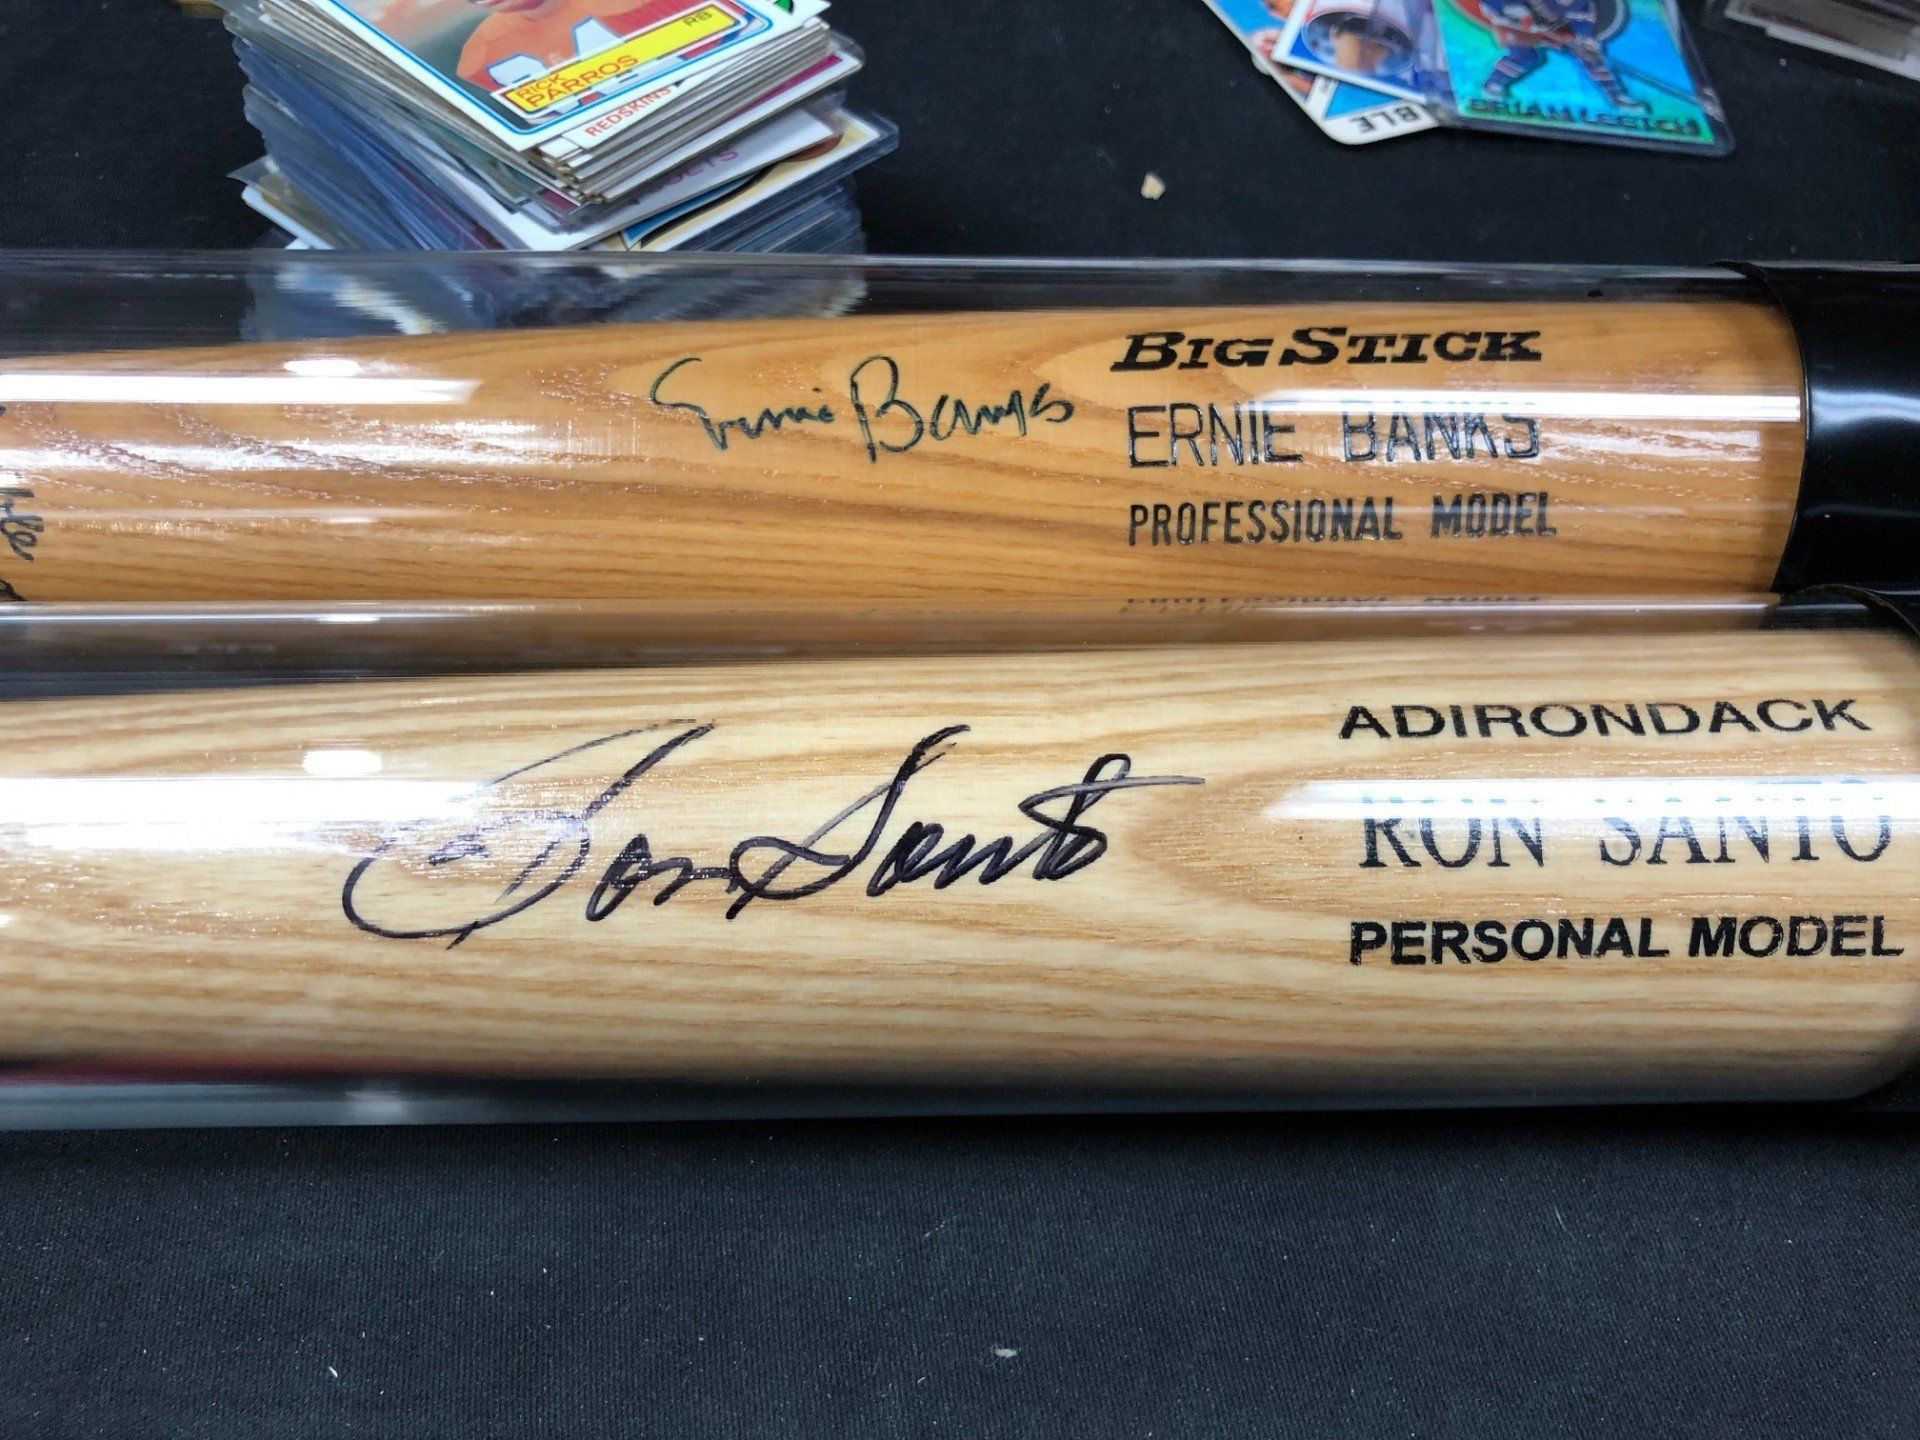 RB
RICK
PARROS
REDSKINS
BLE
BRIAN LEETCH
Ernie Banks
BIG STICK
ERNIE BANKS
PROFESSIONAL MODEL
Ron Santo
ADIRONDACK
RON SANTO
PERSONAL MODEL